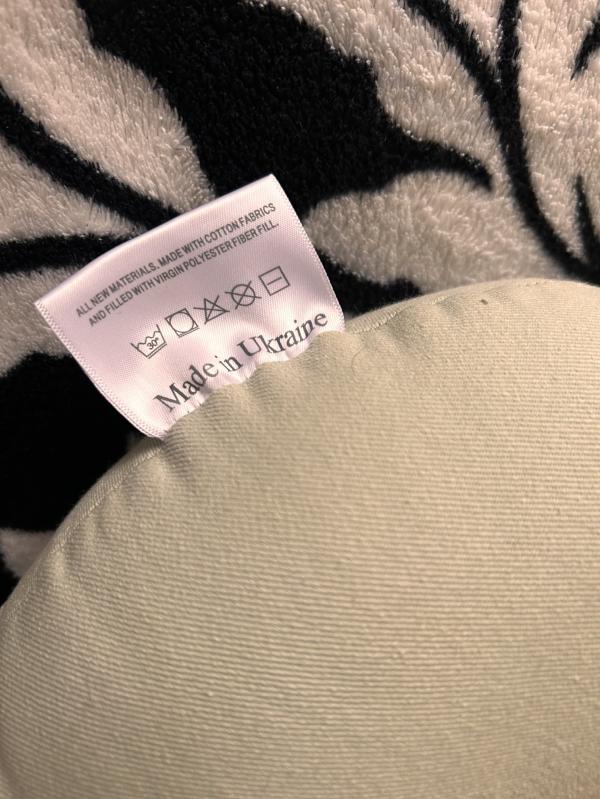 ALL NEW MATERIALS. MADE WITH COTTON FABRICS
AND FILLED WITH VIRGIN POLYESTER FIBER FILL.
30°
Made in Ukraine